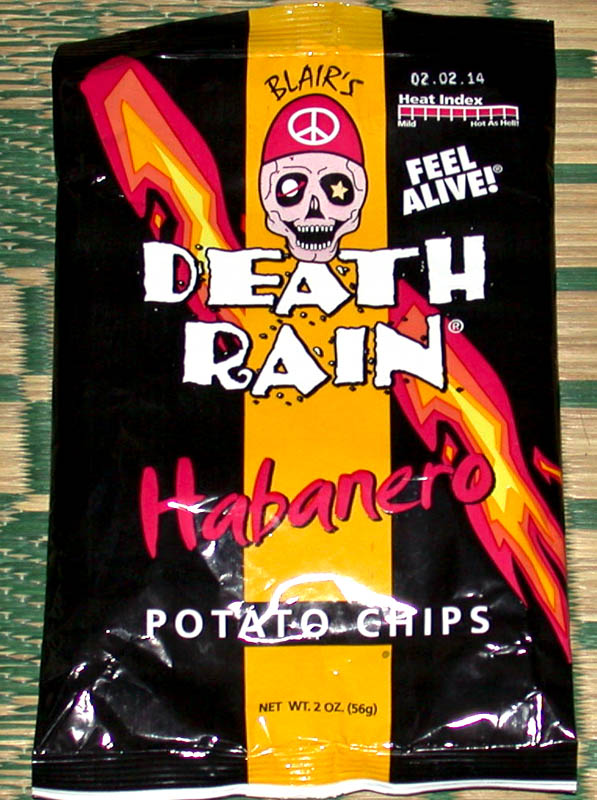 BLAIR'S
02.02.14
Heat Index
Mild Hot As Hell!
FEEL
ALIVE!®
DEATH
RAIN®
Habanero
POTATO CHIPS
NET WT. 2 OZ. (56g)